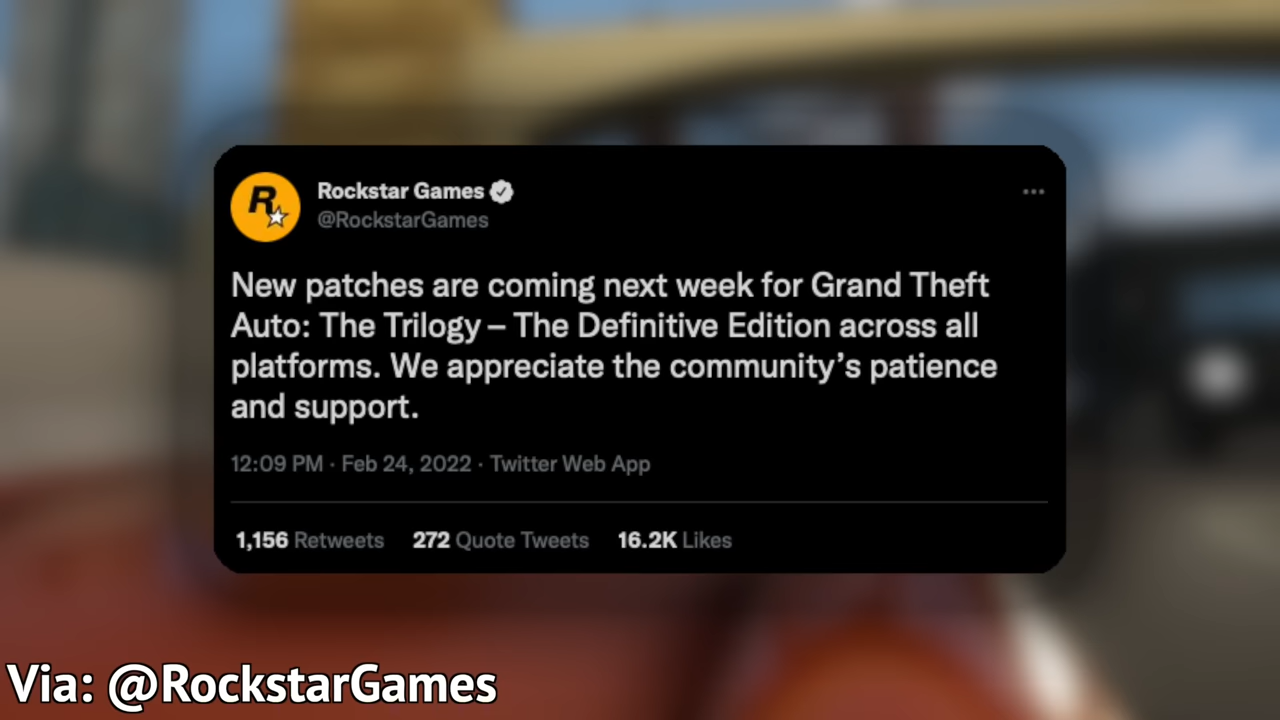 Rockstar Games
@RockstarGames
New patches are coming next week for Grand Theft
Auto: The Trilogy – The Definitive Edition across all
platforms. We appreciate the community’s patience
and support.
12:09 PM · Feb 24, 2022 · Twitter Web App
1,156 Retweets 272 Quote Tweets 16.2K Likes
Via: @RockstarGames